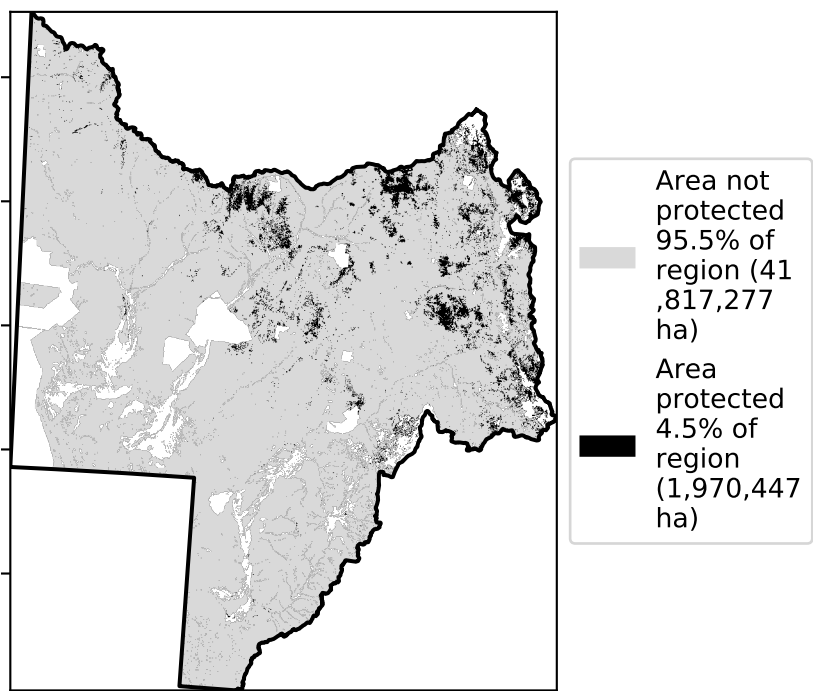 Area not
protected
95.5% of
region (41
,817,277
ha)
Area
protected
4.5% of
region
(1,970,447
ha)